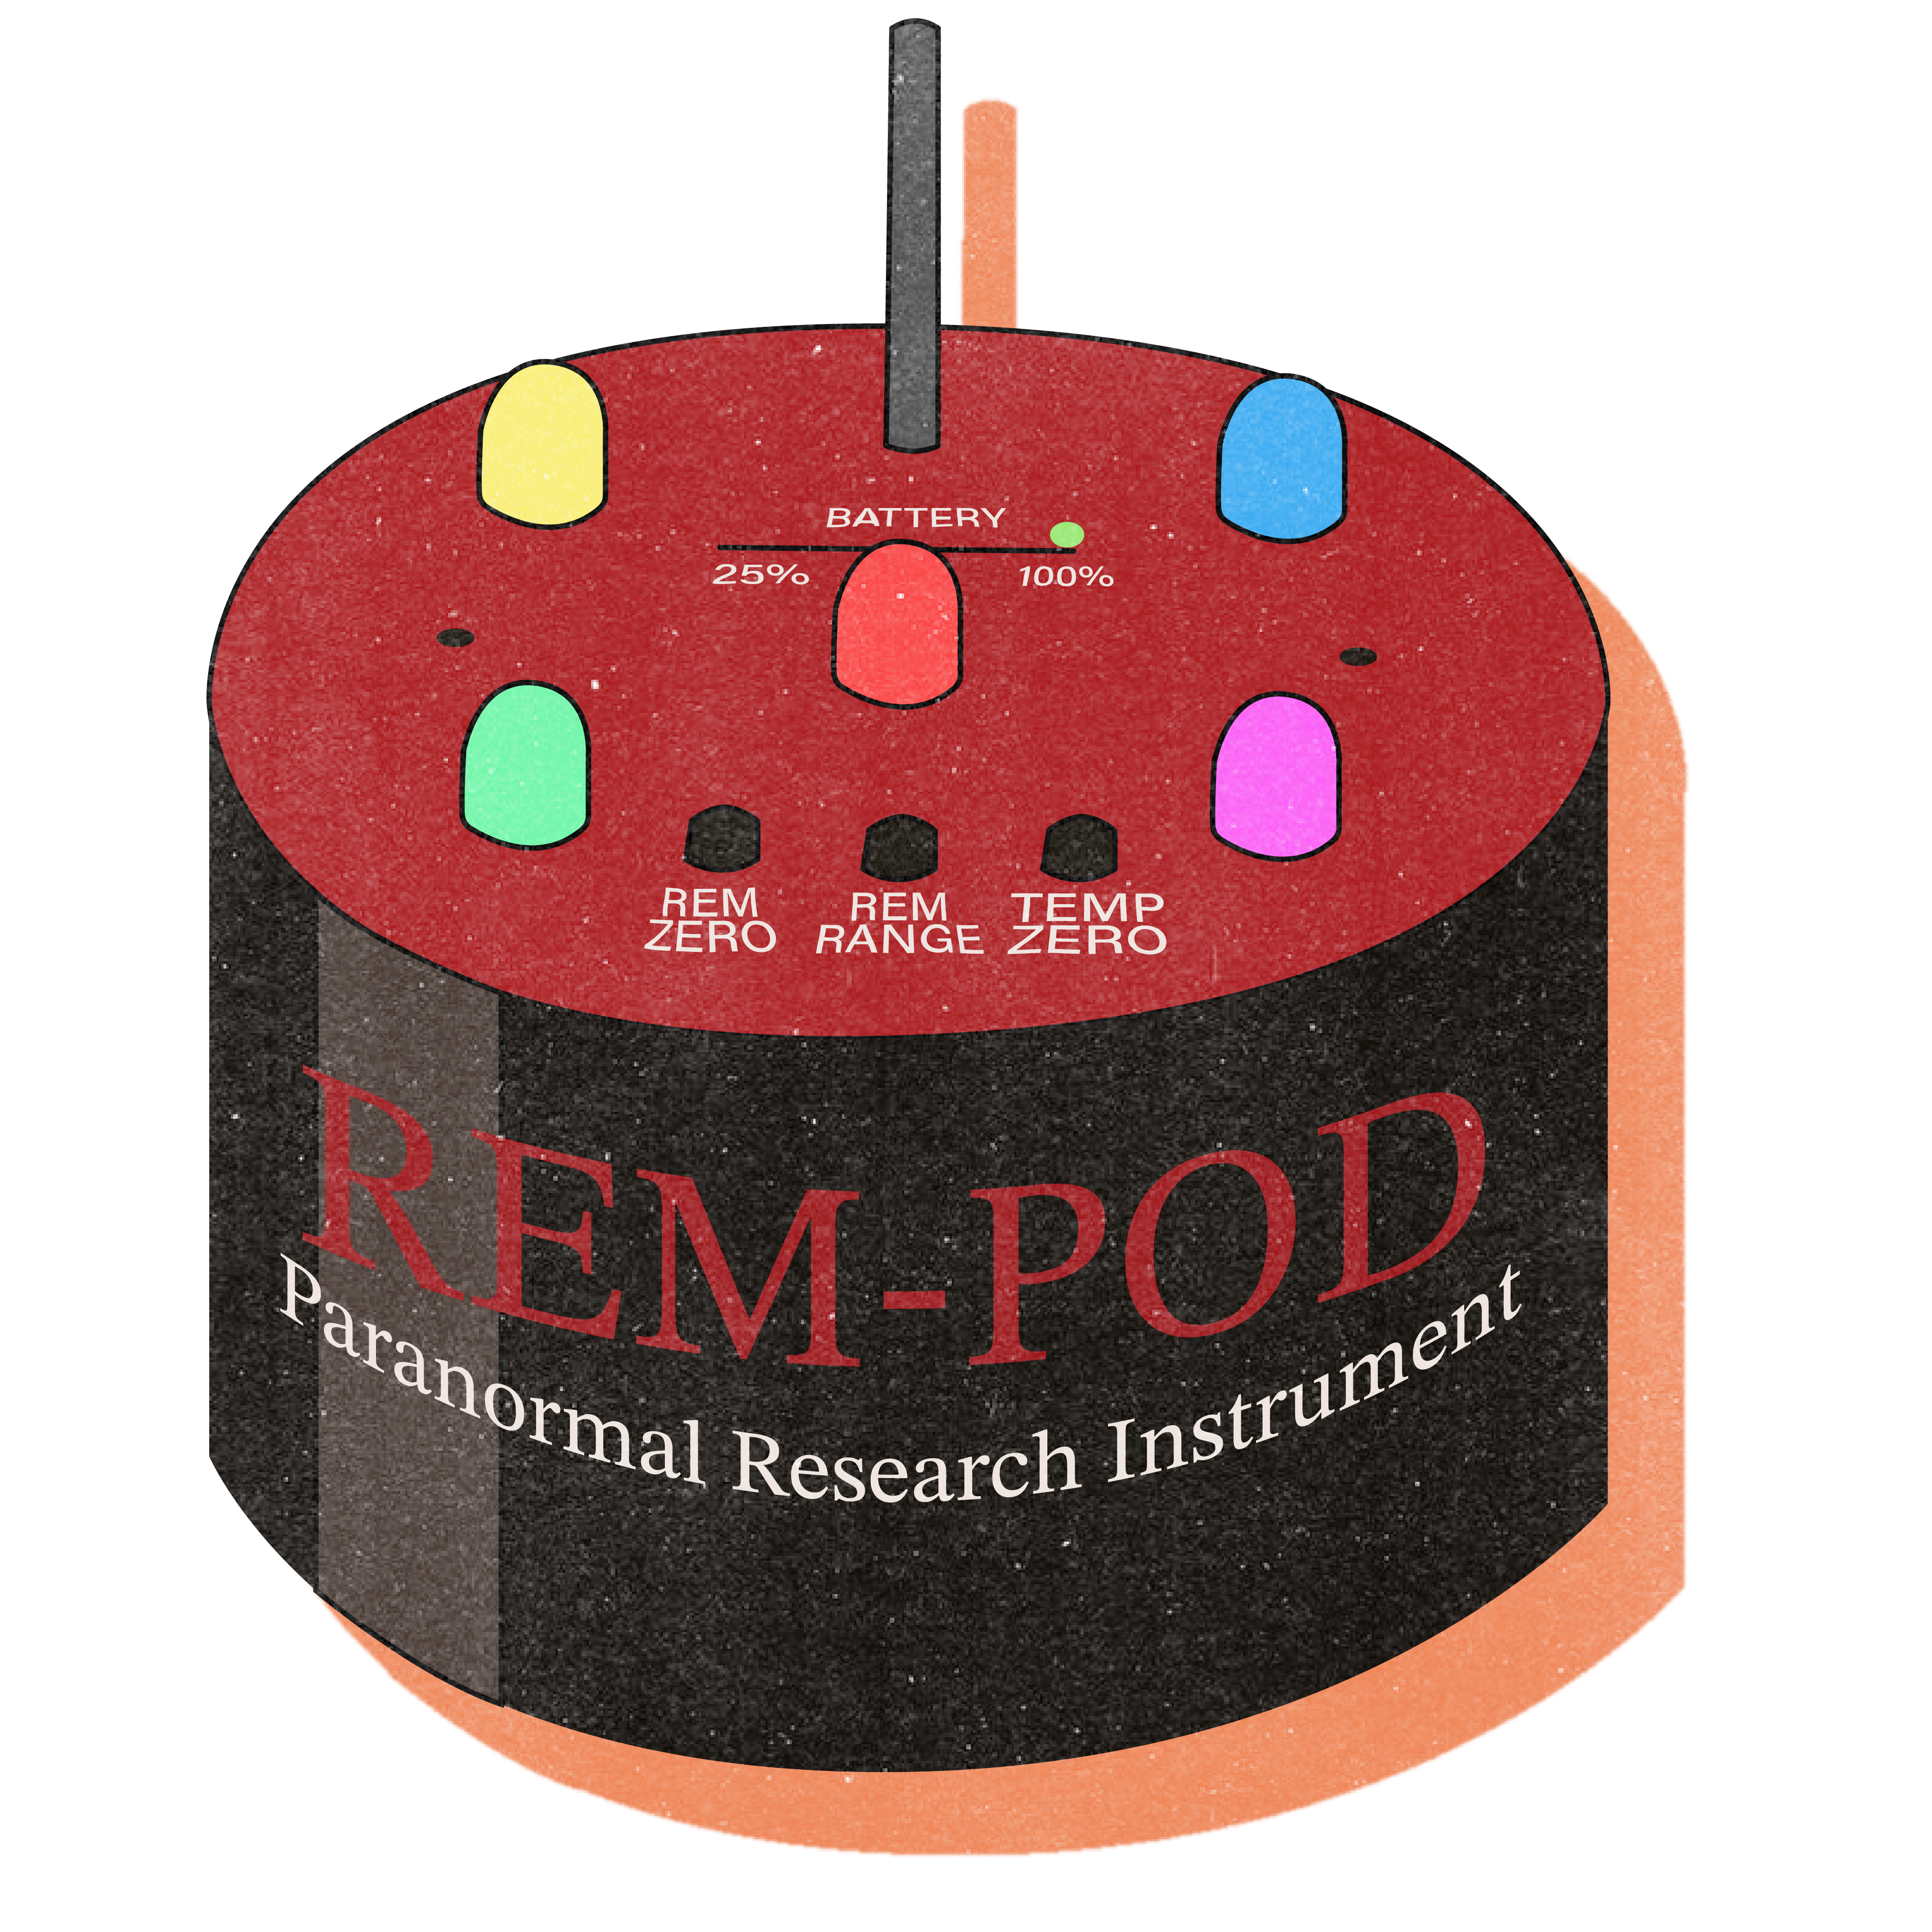 BATTERY
25% 100%
REM ZERO
REM RANGE
TEMP ZERO
REM-POD
Paranormal Research Instrument